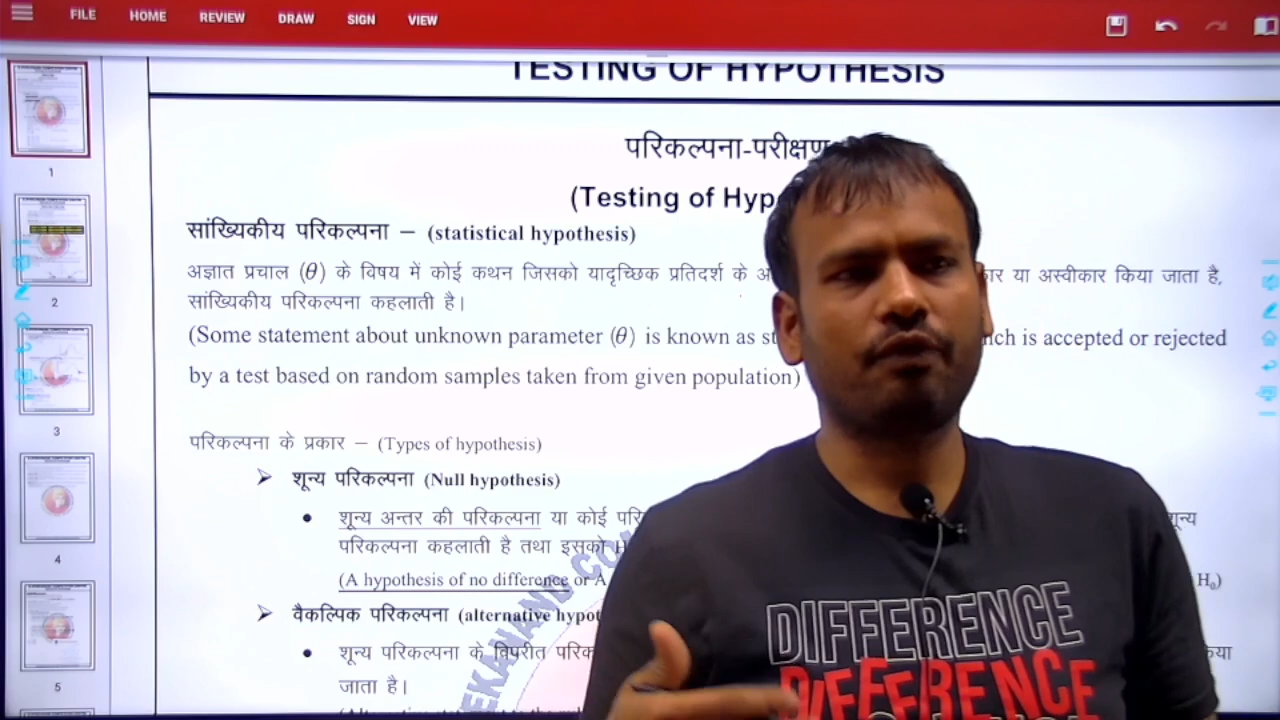 FILE HOME REVIEW DRAW SIGN VIEW
TESTING OF HYPOTHESIS
परिकल्पना-परीक्षण
(Testing of Hyp
सांख्यिकीय परिकल्पना – (statistical hypothesis)
अज्ञात प्रचाल (θ) के विषय में कोई कथन जिसको यादृच्छिक प्रतिदर्श के या अस्वीकार किया जाता है,
सांख्यिकीय परिकल्पना कहलाती है।
(Some statement about unknown parameter (θ) is known as is accepted or rejected
by a test based on random samples taken from given population)
परिकल्पना के प्रकार – (Types of hypothesis)
➢ शून्य परिकल्पना (Null hypothesis)
• शून्य अन्तर की परिकल्पना या कोई शून्य
परिकल्पना कहलाती है तथा इसको
(A hypothesis of no difference or A H₀)
➢ वैकल्पिक परिकल्पना (alternative
• शून्य परिकल्पना के विपरीत
जाता है।
1
2
3
4
5
DIFFERENCE
DIFFERENCE